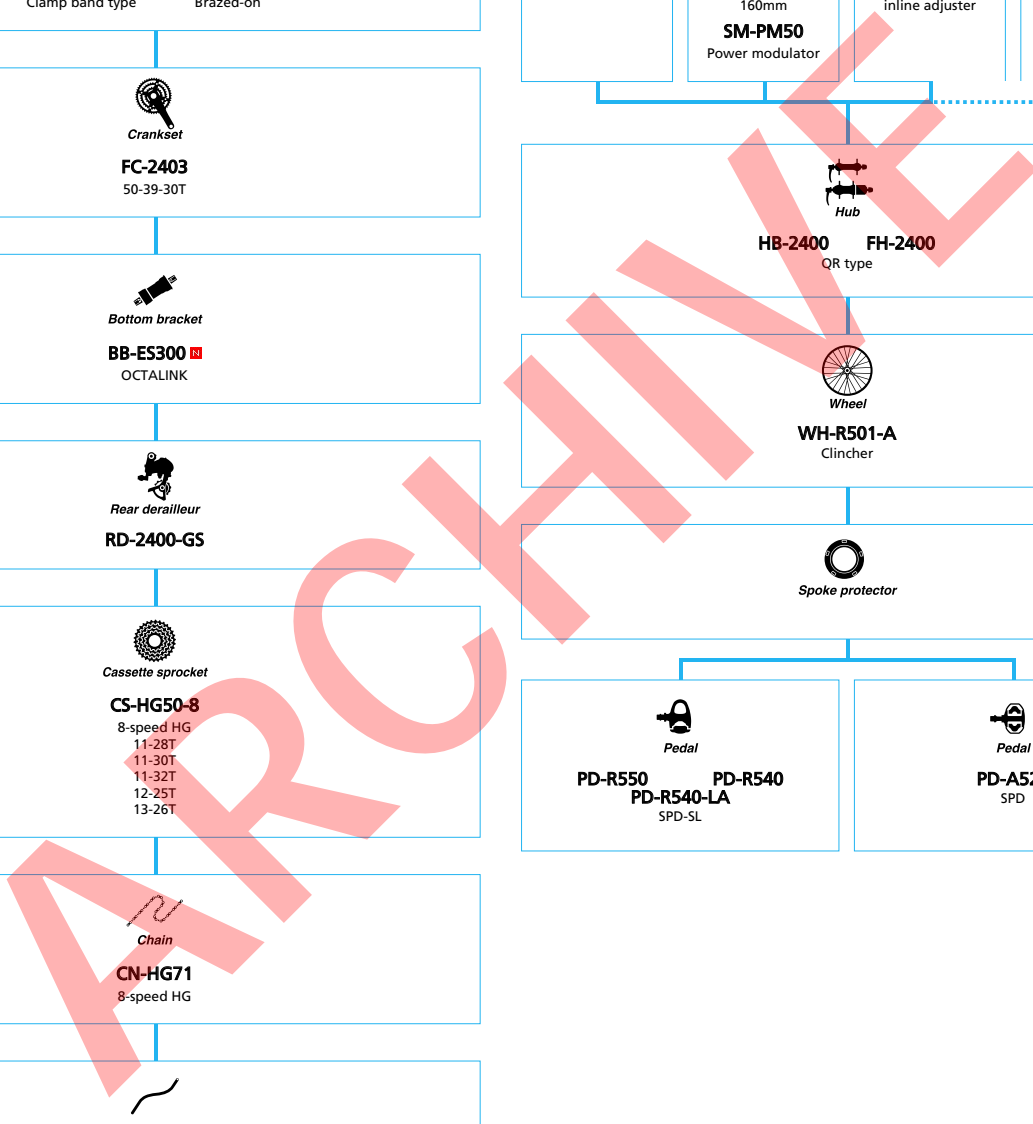 Clamp band type Brazed-on
Crankset
FC-2403
50-39-30T
Bottom bracket
BB-ES300 N
OCTALINK
Rear derailleur
RD-2400-GS
Cassette sprocket
CS-HG50-8
8-speed HG
11-28T
11-30T
11-32T
12-25T
13-26T
Chain
CN-HG71
8-speed HG
160mm
SM-PM50
Power modulator
inline adjuster
Hub
HB-2400 FH-2400
QR type
Wheel
WH-R501-A
Clincher
Spoke protector
Pedal
PD-R550 PD-R540
PD-R540-LA
SPD-SL
Pedal
PD-A52
SPD
ARCHIVE